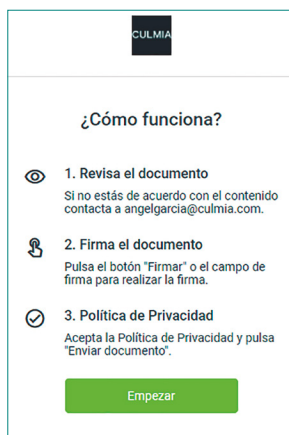 CULMIA
¿Cómo funciona?
1. Revisa el documento
Si no estás de acuerdo con el contenido
contacta a angelgarcia@culmia.com.
2. Firma el documento
Pulsa el botón "Firmar" o el campo de
firma para realizar la firma.
3. Política de Privacidad
Acepta la Política de Privacidad y pulsa
"Enviar documento".
Empezar